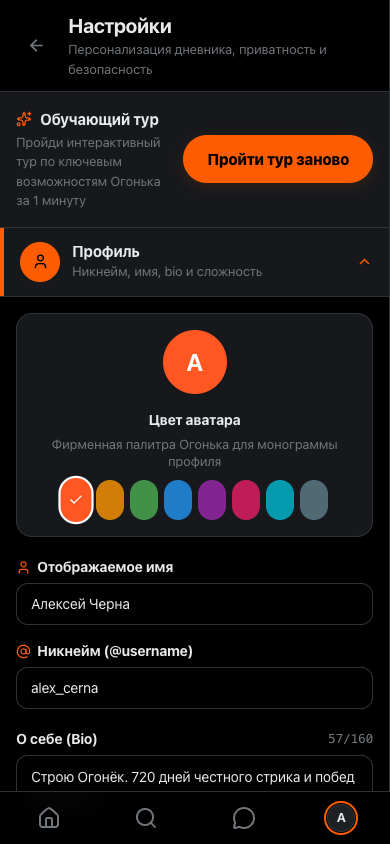 Настройки
Персонализация дневника, приватность и
безопасность
Обучающий тур
Пройди интерактивный
тур по ключевым
возможностям Огонька
за 1 минуту
Пройти тур заново
Профиль
Никнейм, имя, bio и сложность
A
Цвет аватара
Фирменная палитра Огонька для монограммы
профиля
Отображаемое имя
Алексей Черна
Никнейм (@username)
alex_cerna
О себе (Bio) 57/160
Строю Огонёк. 720 дней честного стрика и побед
A